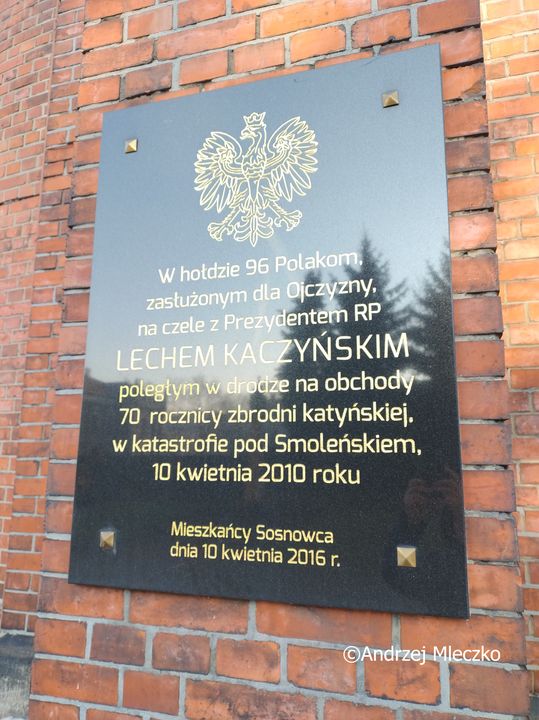 W hołdzie 96 Polakom,
zasłużonym dla Ojczyzny,
na czele z Prezydentem RP
LECHEM KACZYŃSKIM
poległym w drodze na obchody
70 rocznicy zbrodni katyńskiej,
w katastrofie pod Smoleńskiem,
10 kwietnia 2010 roku
Mieszkańcy Sosnowca
dnia 10 kwietnia 2016 r.
©Andrzej Mleczko